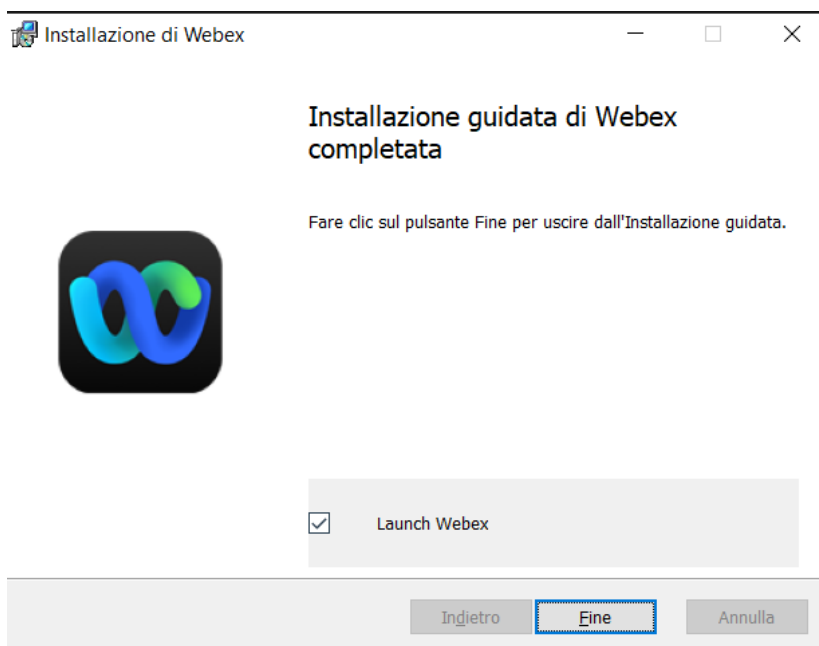 Installazione di Webex
Installazione guidata di Webex
completata
Fare clic sul pulsante Fine per uscire dall'Installazione guidata.
Launch Webex
Indietro
Fine
Annulla